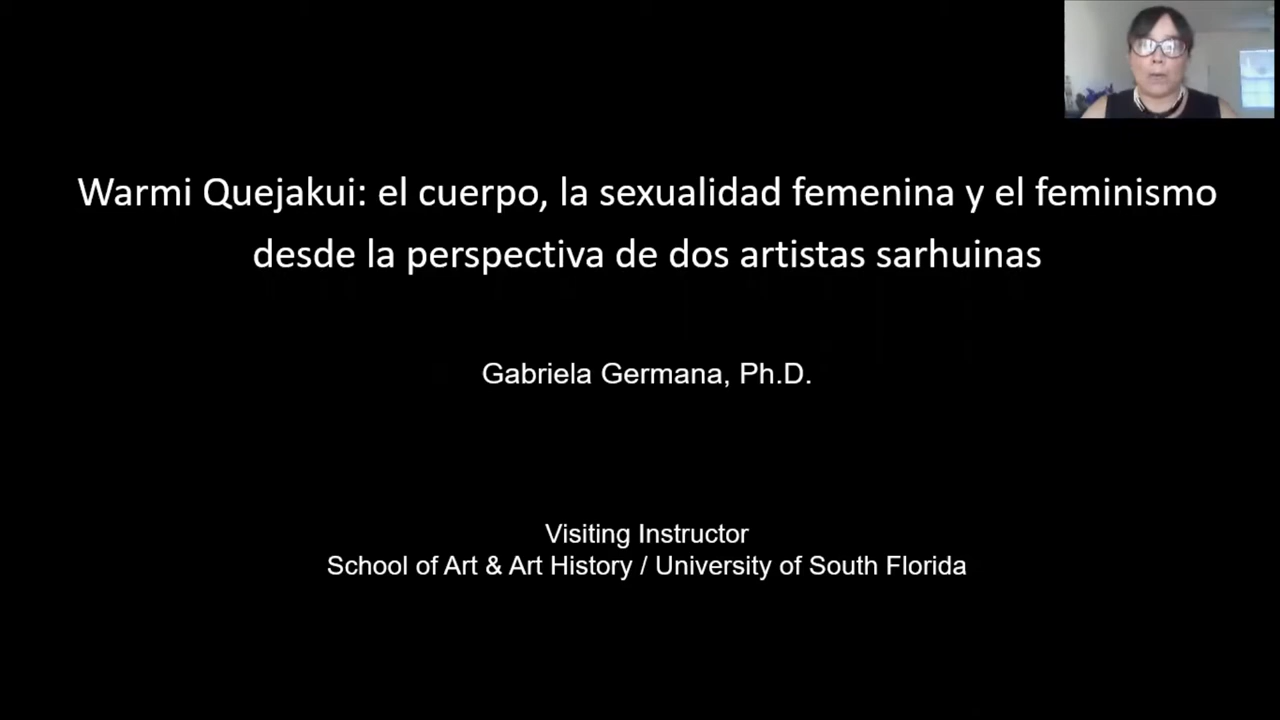 Warmi Quejakui: el cuerpo, la sexualidad femenina y el feminismo
desde la perspectiva de dos artistas sarhuinas
Gabriela Germana, Ph.D.
Visiting Instructor
School of Art & Art History / University of South Florida